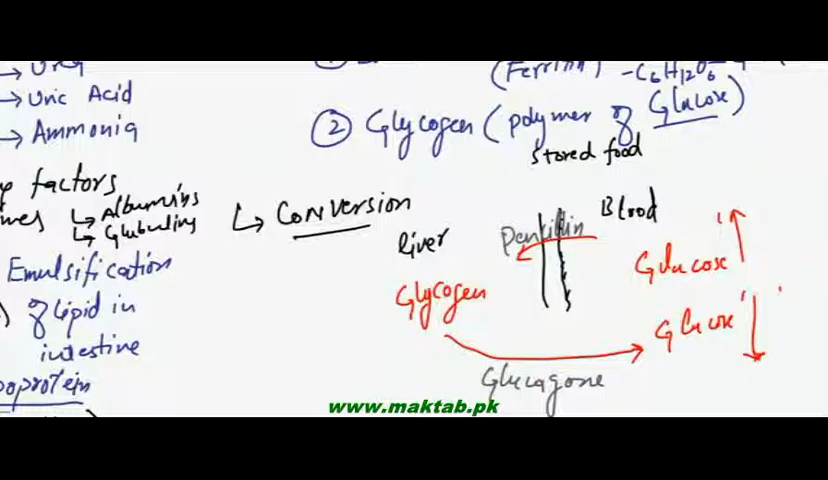 → Uric Acid
→ Ammonia
factors
↳ Albumins
↳ Globulins
Emulsification
of lipid in
intestine
oprotein
(Ferritin) -C6H12O6
② Glycogen (polymer of Glucose)
Stored food
↳ Conversion
liver
Blood
Glucose ↑
Glycogen
Glucose ↓
Glucagone
www.maktab.pk